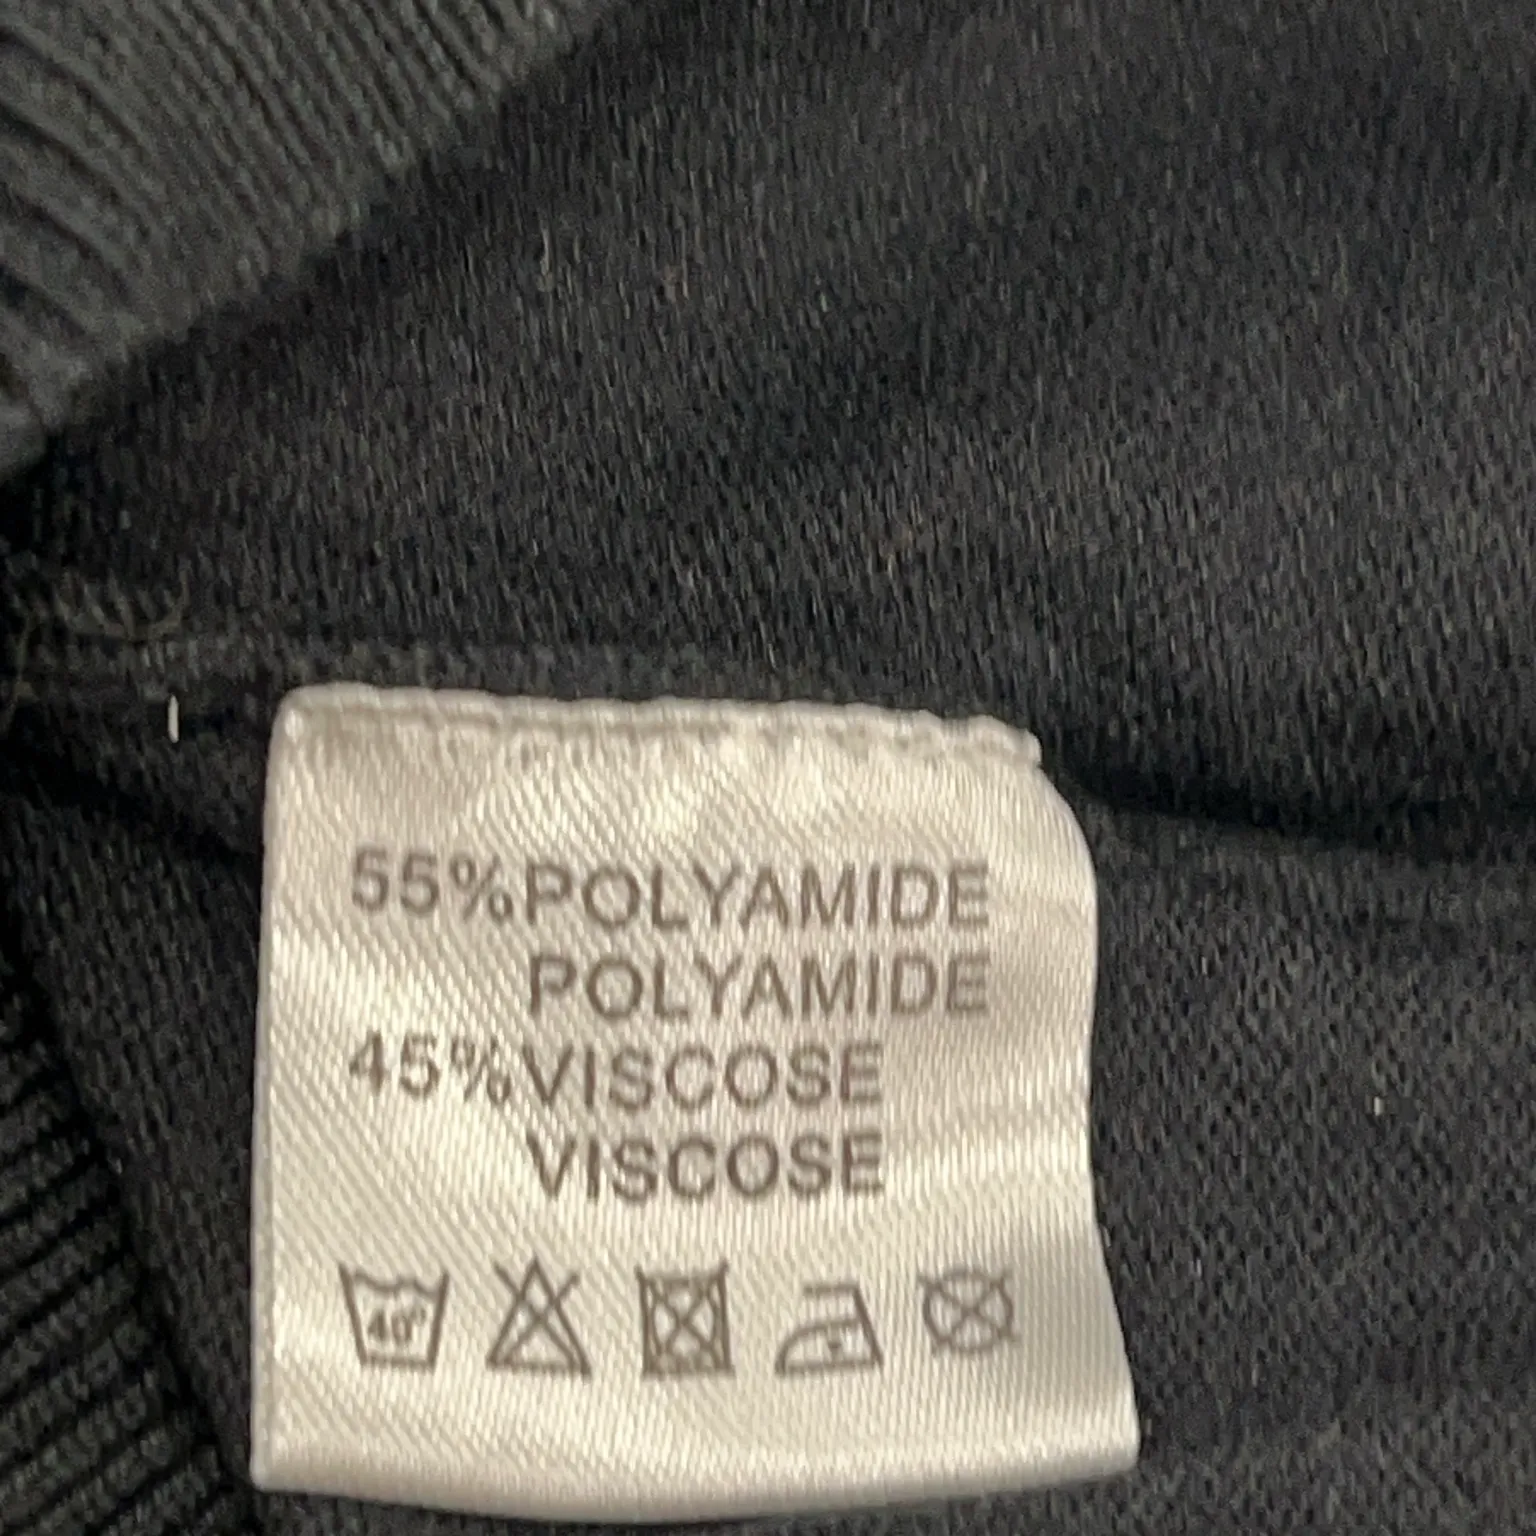 55%POLYAMIDE
POLYAMIDE
45%VISCOSE
VISCOSE
40°